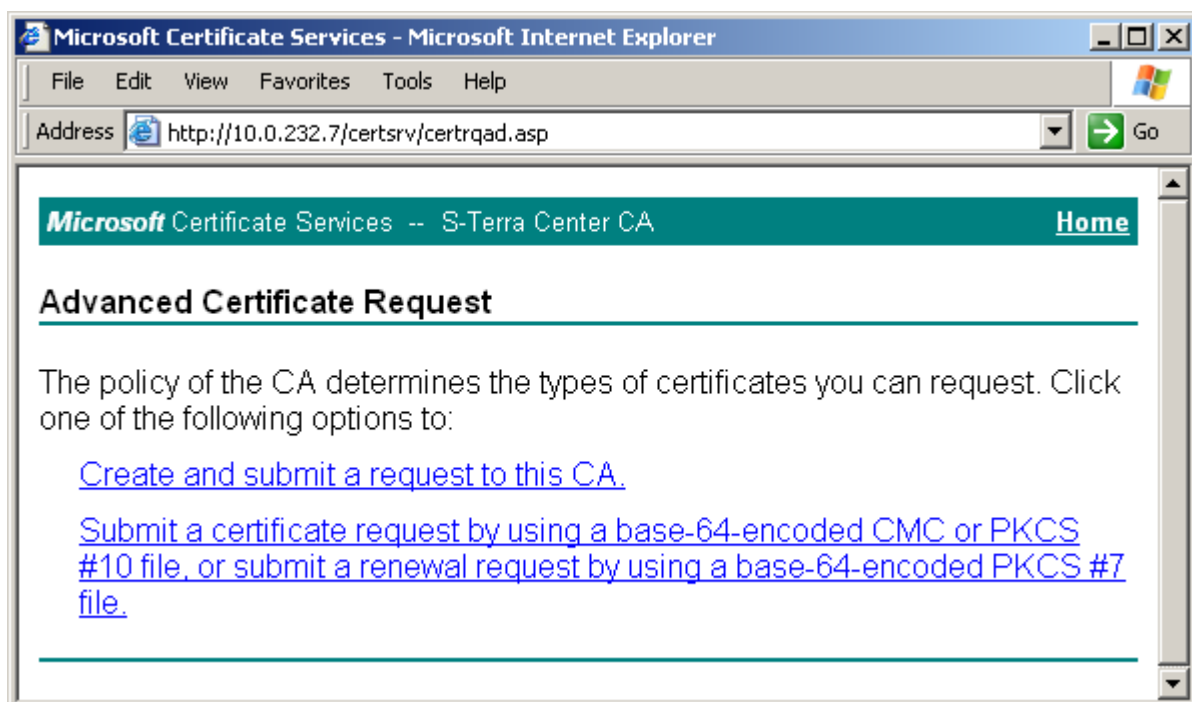 Microsoft Certificate Services - Microsoft Internet Explorer
File Edit View Favorites Tools Help
Address http://10.0.232.7/certsrv/certrqad.asp Go
Microsoft Certificate Services -- S-Terra Center CA Home
Advanced Certificate Request
The policy of the CA determines the types of certificates you can request. Click
one of the following options to:
Create and submit a request to this CA.
Submit a certificate request by using a base-64-encoded CMC or PKCS
#10 file, or submit a renewal request by using a base-64-encoded PKCS #7
file.